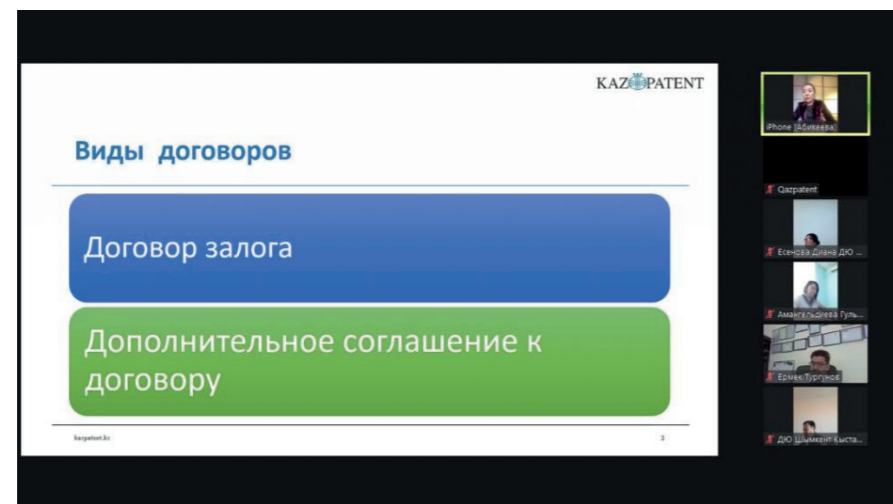 KAZPATENT
Виды договоров
Договор залога
Дополнительное соглашение к
договору
kazpatent.kz
3
iPhone (Абикеева)
Qazpatent
Есенова Диана ДЮ ...
Амангельдиева Гуль...
Ермек Тургунов
ДЮ Шымкент Кыста...